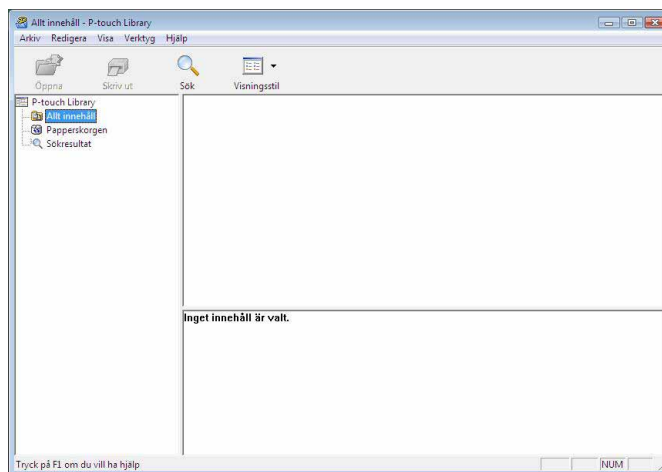 Allt innehåll - P-touch Library
Arkiv Redigera Visa Verktyg Hjälp
Öppna Skriv ut Sök Visningsstil
P-touch Library
Allt innehåll
Papperskorgen
Sökresultat
Inget innehåll är valt.
Tryck på F1 om du vill ha hjälp NUM